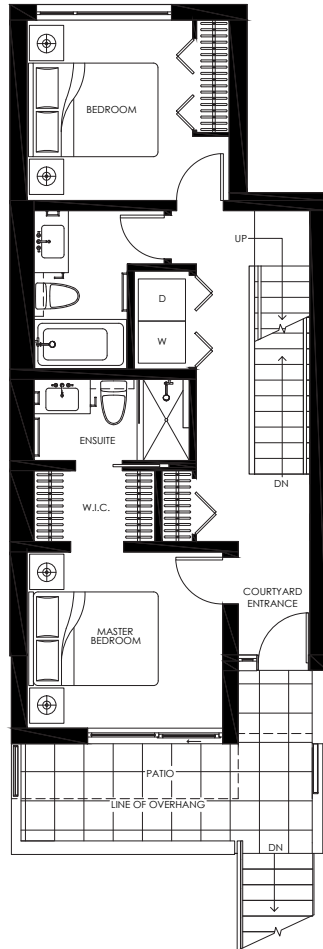 BEDROOM
UP
D
W
DN
ENSUITE
W.I.C.
COURTYARD
ENTRANCE
MASTER
BEDROOM
PATIO
LINE OF OVERHANG
DN